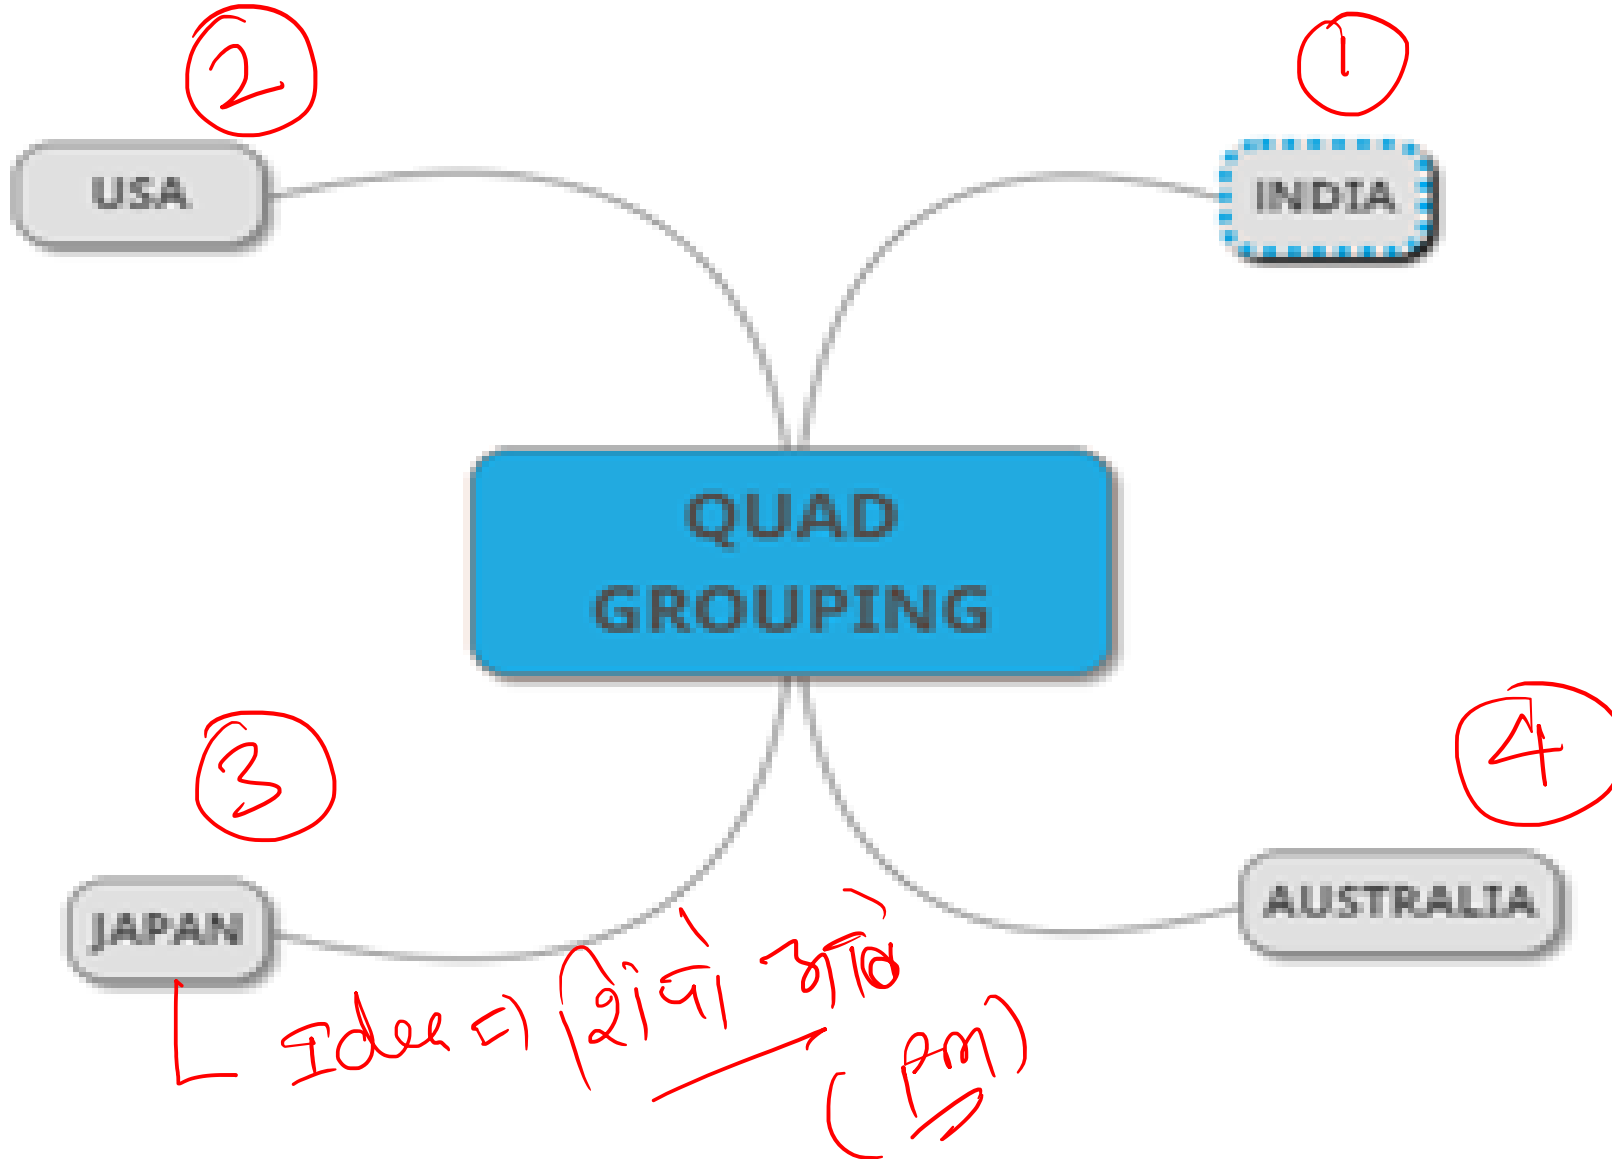 2
1
USA
INDIA
QUAD
GROUPING
3
4
JAPAN
AUSTRALIA
Idea => शिंजो आबे
(PM)